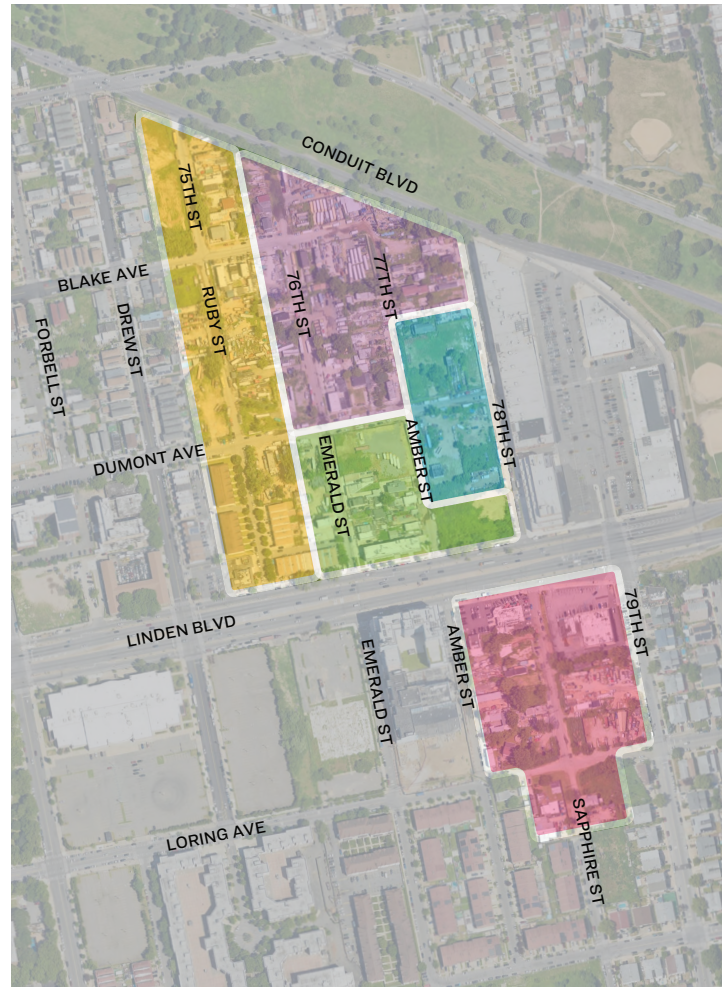 CONDUIT BLVD
75TH ST
77TH ST
BLAKE AVE
76TH ST
RUBY ST
DREW ST
FORBELL ST
78TH ST
AMBER ST
EMERALD ST
DUMONT AVE
79TH ST
LINDEN BLVD
AMBER ST
EMERALD ST
SAPPHIRE ST
LORING AVE